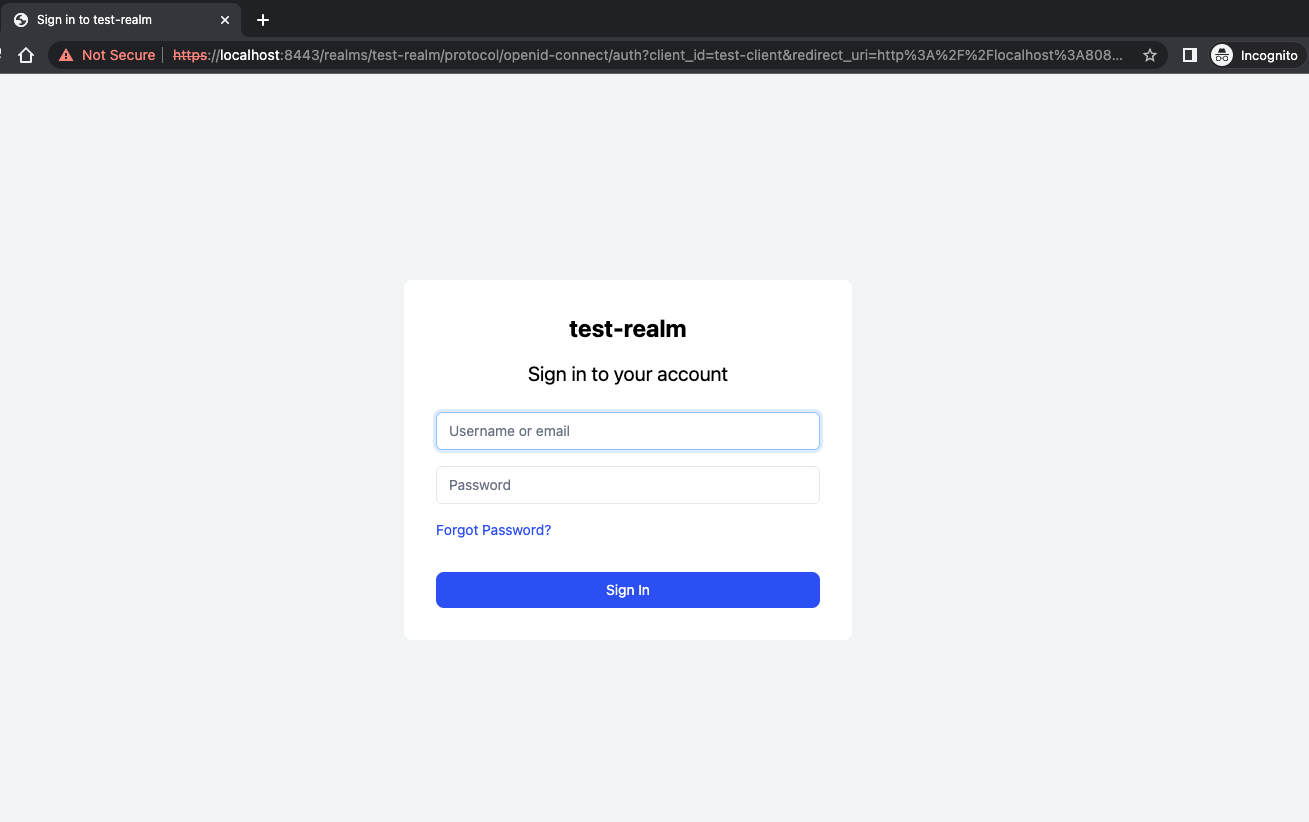 Sign in to test-realm
Not Secure https://localhost:8443/realms/test-realm/protocol/openid-connect/auth?client_id=test-client&redirect_uri=http%3A%2F%2Flocalhost%3A808... Incognito
test-realm
Sign in to your account
Username or email
Password
Forgot Password?
Sign In